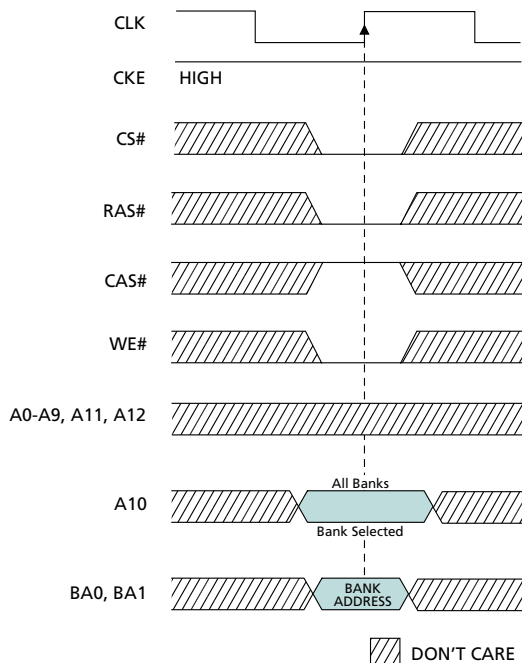 CLK
CKE HIGH
CS#
RAS#
CAS#
WE#
A0-A9, A11, A12
All Banks
A10
Bank Selected
BA0, BA1
BANK
ADDRESS
DON'T CARE